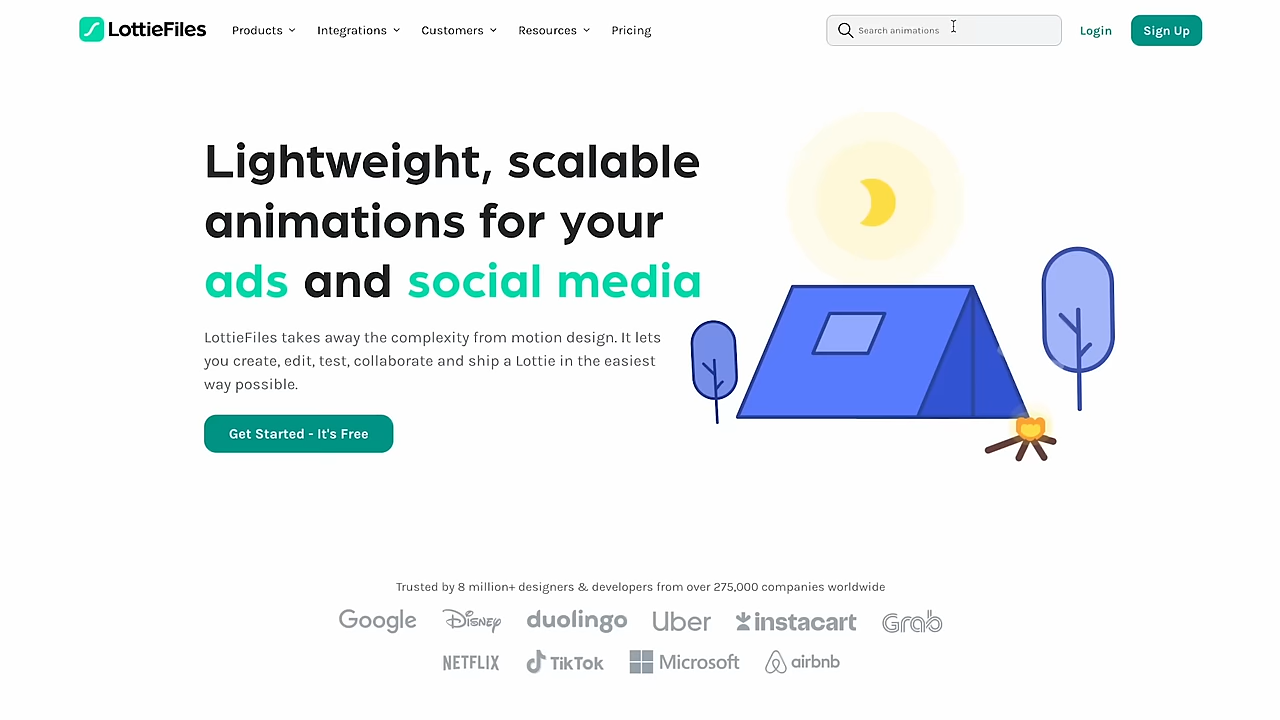 LottieFiles Products Integrations Customers Resources Pricing Search animations Login Sign Up
Lightweight, scalable
animations for your
ads and social media
LottieFiles takes away the complexity from motion design. It lets
you create, edit, test, collaborate and ship a Lottie in the easiest
way possible.
Get Started - It's Free
Trusted by 8 million+ designers & developers from over 275,000 companies worldwide
Google Disney duolingo Uber instacart Grab
NETFLIX TikTok Microsoft airbnb